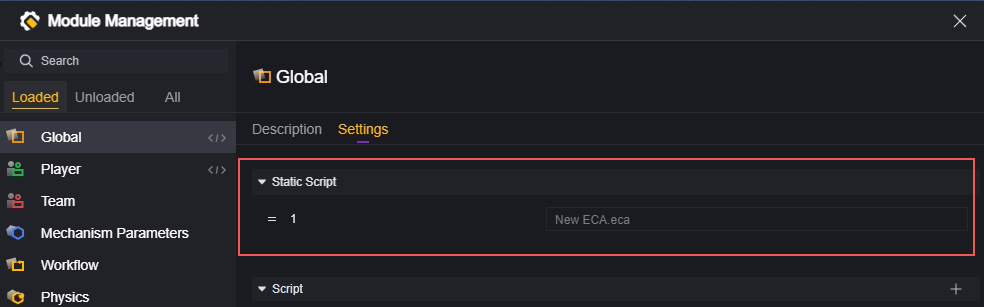 Module Management
Search
Loaded Unloaded All
Global
Player
Team
Mechanism Parameters
Workflow
Physics
Global
Description Settings
Static Script
1 New ECA.eca
Script